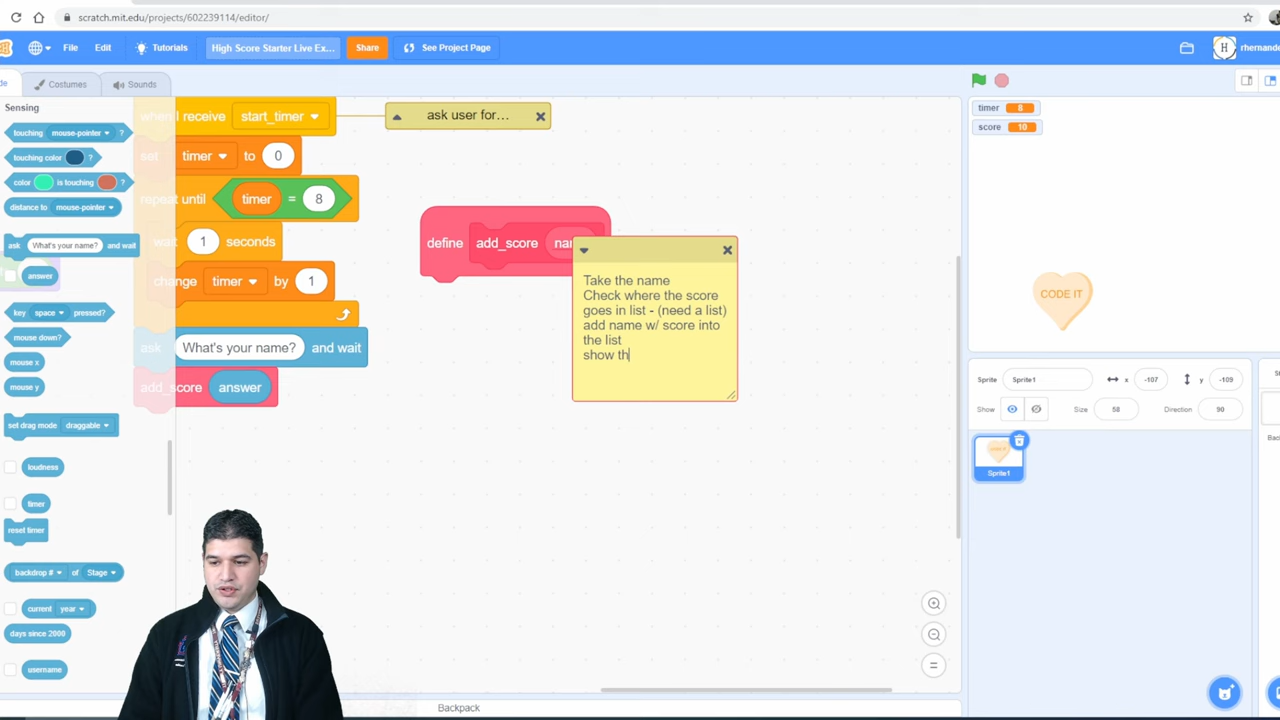 scratch.mit.edu/projects/602239114/editor/
File Edit Tutorials High Score Starter Live Ex... Share See Project Page H rhernande
Costumes Sounds
Sensing
touching mouse-pointer ?
touching color ?
color is touching ?
distance to mouse-pointer
ask What's your name? and wait
answer
key space pressed?
mouse down?
mouse x
mouse y
set drag mode draggable
loudness
timer
reset timer
backdrop # of Stage
current year
days since 2000
username
when I receive start_timer
set timer to 0
repeat until timer = 8
wait 1 seconds
change timer by 1
ask What's your name? and wait
add_score answer
ask user for...
define add_score
Take the name
Check where the score
goes in list - (need a list)
add name w/ score into
the list
show th
timer 8
score 10
CODE IT
Sprite Sprite1 x -107 y -109
Show Size 58 Direction 90
Sprite1
Backpack